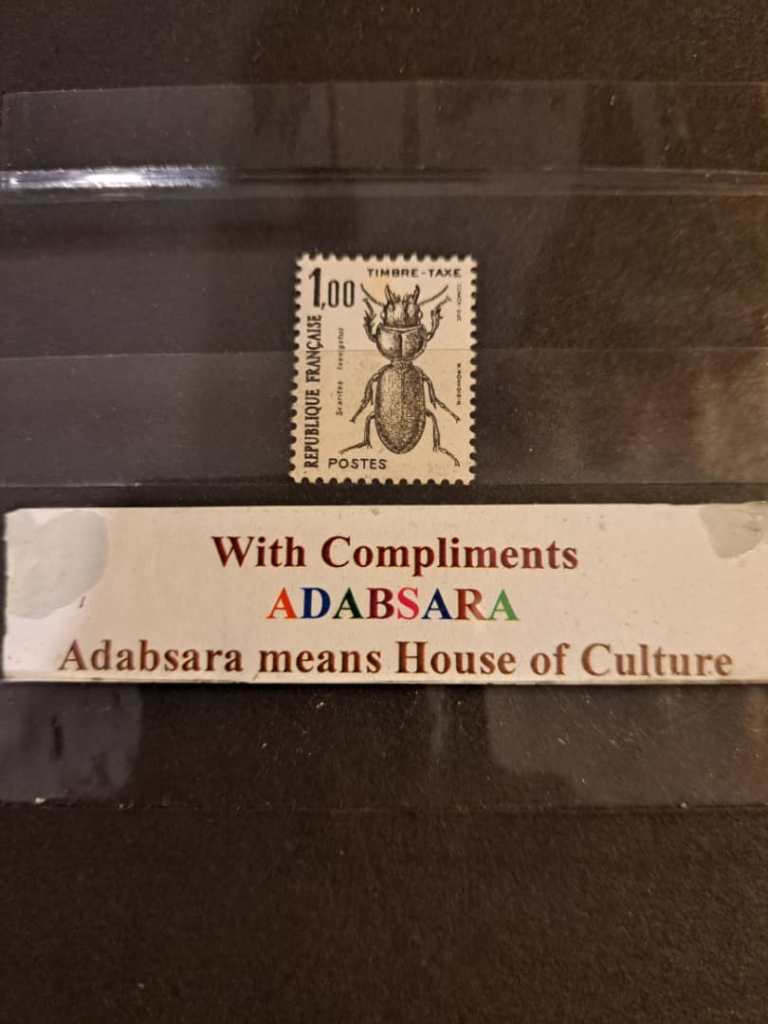 1,00
TIMBRE-TAXE
REPUBLIQUE FRANÇAISE
Scarites laevigatus
POSTES
With Compliments
ADABSARA
Adabsara means House of Culture